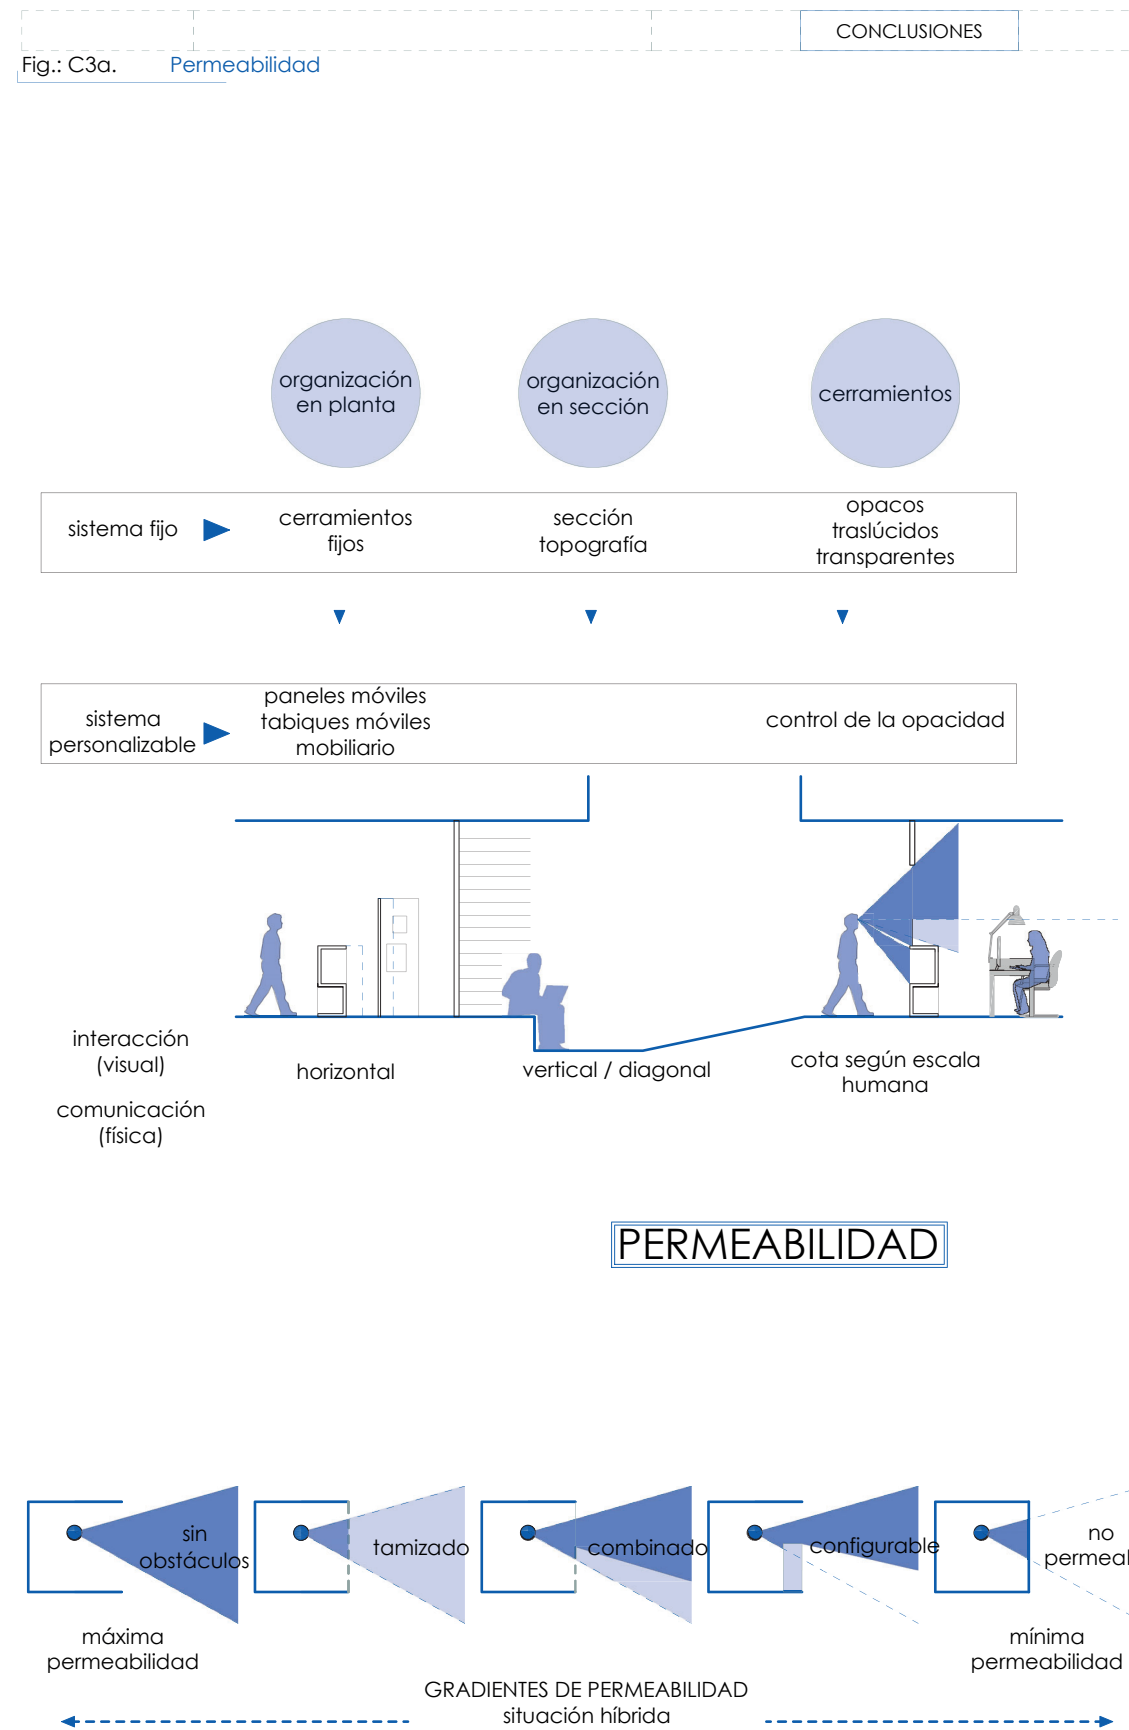 CONCLUSIONES
Fig.: C3a. Permeabilidad
organización
en planta
organización
en sección
cerramientos
sistema fijo
cerramientos
fijos
sección
topografía
opacos
traslúcidos
transparentes
sistema
personalizable
paneles móviles
tabiques móviles
mobiliario
control de la opacidad
interacción
(visual)
comunicación
(física)
horizontal
vertical / diagonal
cota según escala
humana
PERMEABILIDAD
sin
obstáculos
tamizado
combinado
configurable
no
máxima
permeabilidad
mínima
permeabilidad
GRADIENTES DE PERMEABILIDAD
situación híbrida